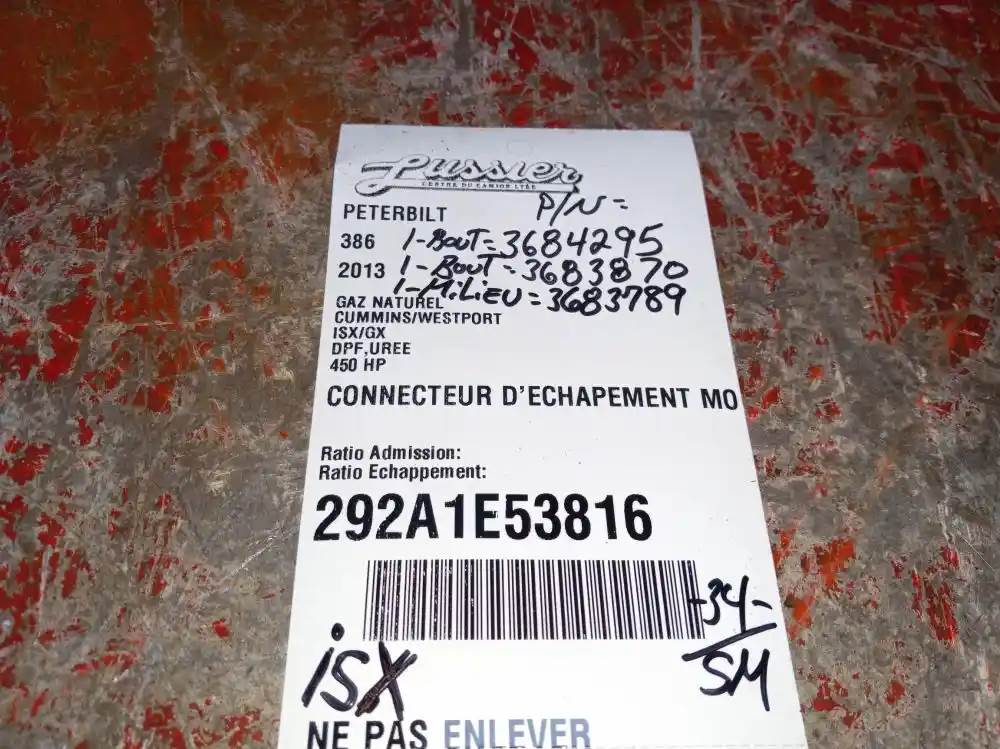 Lussier
CENTRE DU CAMION LTÉE
P/N=
PETERBILT
386 1-BOUT=3684295
2013 1-BOUT=3683870
1-MiLiEU=3683789
GAZ NATUREL
CUMMINS/WESTPORT
ISX/GX
DPF,UREE
450 HP
CONNECTEUR D'ECHAPEMENT MO
Ratio Admission:
Ratio Echappement:
292A1E53816
-34-
SM
iSX
NE PAS ENLEVER